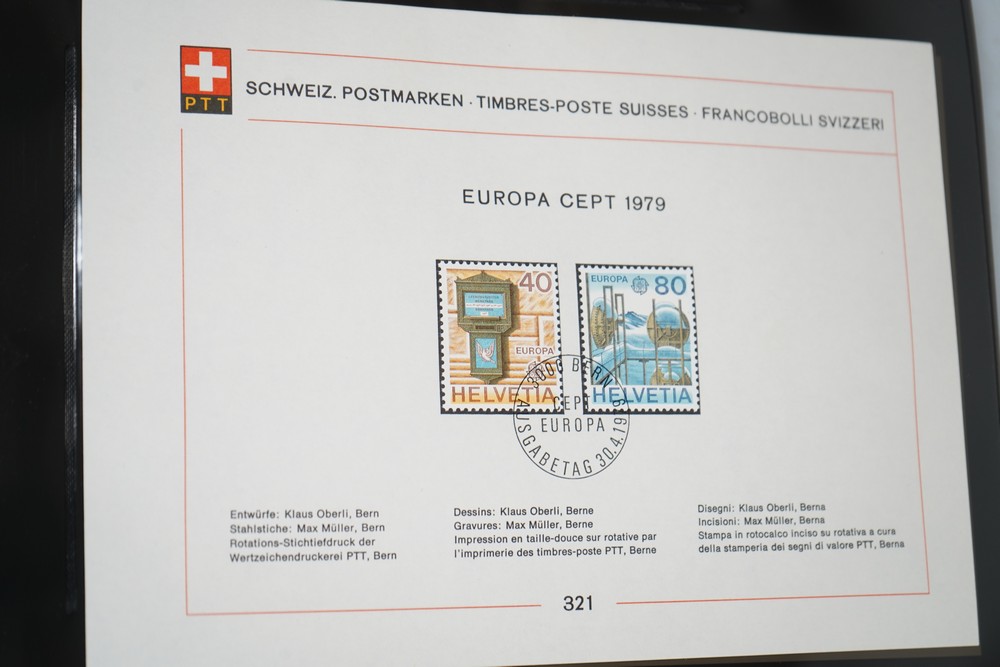 PTT
SCHWEIZ. POSTMARKEN · TIMBRES-POSTE SUISSES · FRANCOBOLLI SVIZZERI
EUROPA CEPT 1979
40
EUROPA
HELVETIA
EUROPA 80
HELVETIA
3000 BERN
CEPT
EUROPA
AUSGABETAG 30.4.1979
Entwürfe: Klaus Oberli, Bern
Stahlstiche: Max Müller, Bern
Rotations-Stichtiefdruck der
Wertzeichendruckerei PTT, Bern
Dessins: Klaus Oberli, Berne
Gravures: Max Müller, Berne
Impression en taille-douce sur rotative par
l'imprimerie des timbres-poste PTT, Berne
Disegni: Klaus Oberli, Berna
Incisioni: Max Müller, Berna
Stampa in rotocalco inciso su rotativa a cura
della stamperia dei segni di valore PTT, Berna
321